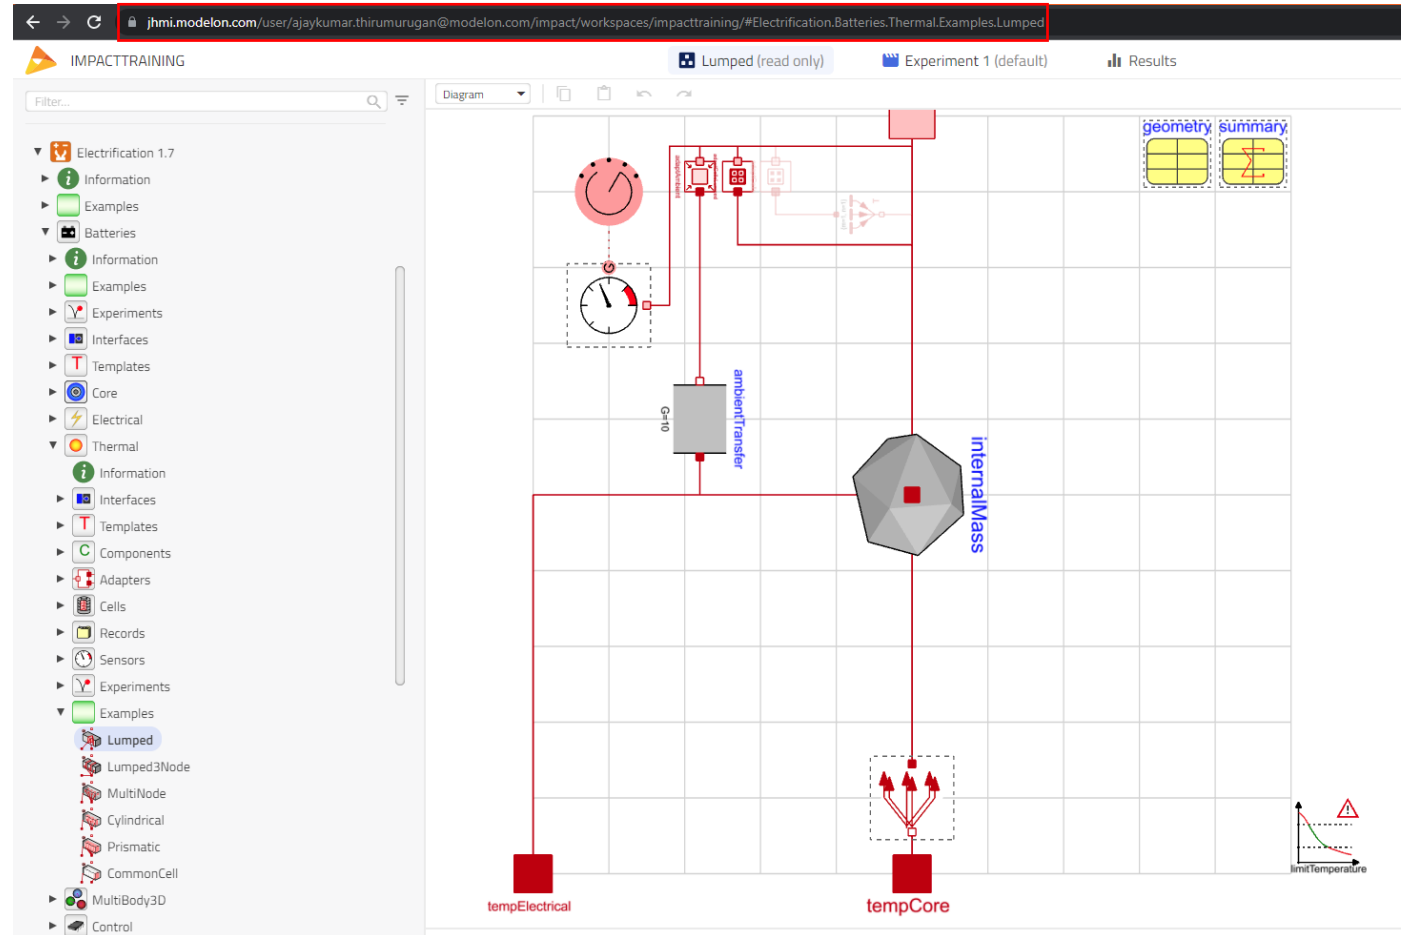 jhmi.modelon.com/user/ajaykumar.thirumurugan@modelon.com/impact/workspaces/impacttraining/#Electrification.Batteries.Thermal.Examples.Lumped
IMPACTTRAINING
Lumped (read only)
Experiment 1 (default)
Results
Filter...
Diagram
Electrification 1.7
Information
Examples
Batteries
Information
Examples
Experiments
Interfaces
Templates
Core
Electrical
Thermal
Information
Interfaces
Templates
Components
Adapters
Cells
Records
Sensors
Experiments
Examples
Lumped
Lumped3Node
MultiNode
Cylindrical
Prismatic
CommonCell
MultiBody3D
Control
geometry
summary
G
G=10
ambientTransfer
internalMass
tempElectrical
tempCore
limitTemperature